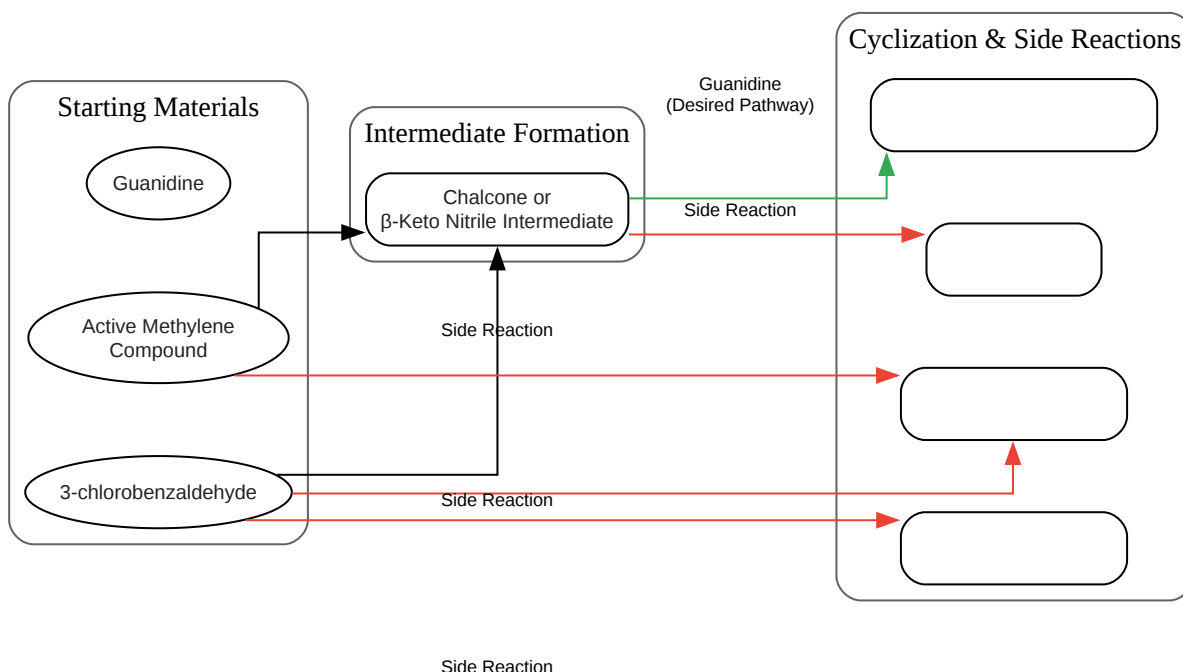 Cyclization & Side Reactions
Starting Materials
Guanidine
(Desired Pathway)
Intermediate Formation
Guanidine
Chalcone or
β-Keto Nitrile Intermediate
Side Reaction
Active Methylene
Compound
Side Reaction
3-chlorobenzaldehyde
Side Reaction
Side Reaction